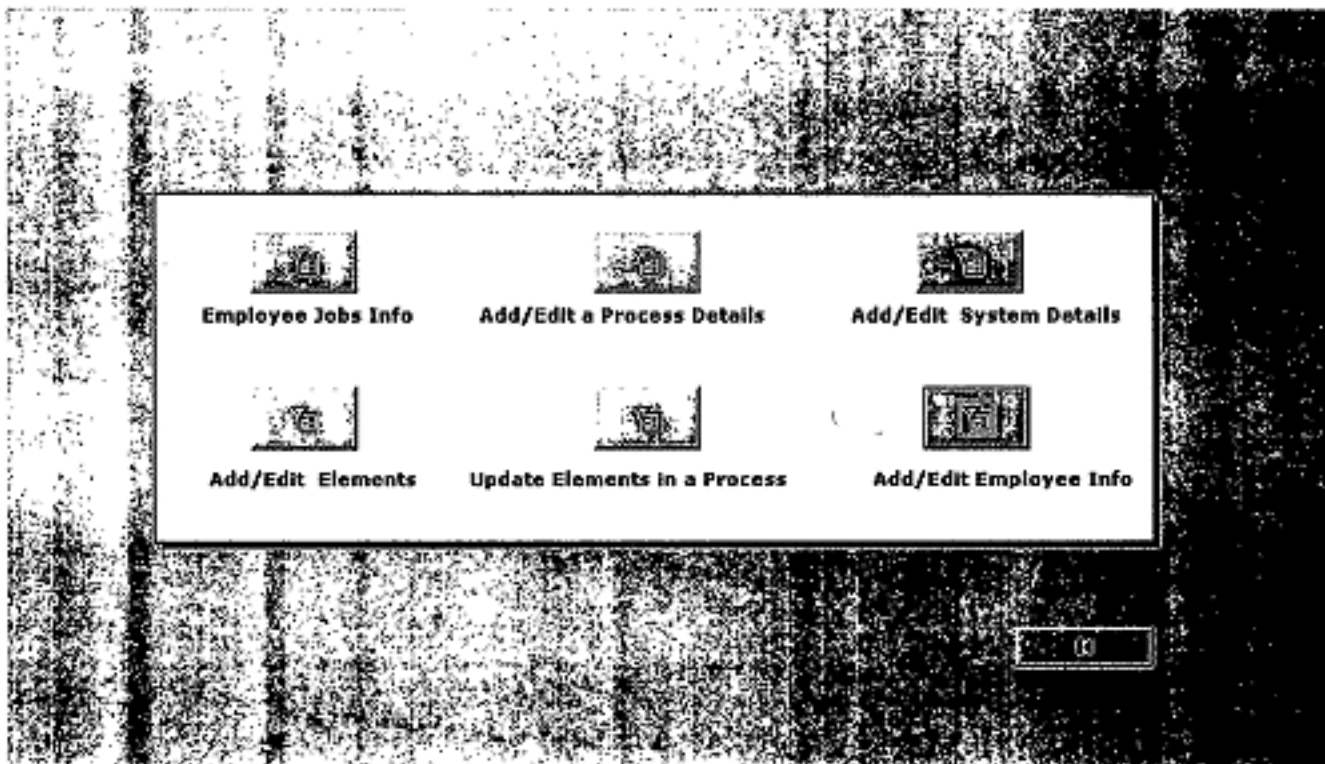 Employee Jobs Info
Add/Edit a Process Details
Add/Edit System Details
Add/Edit Elements
Update Elements in a Process
Add/Edit Employee Info